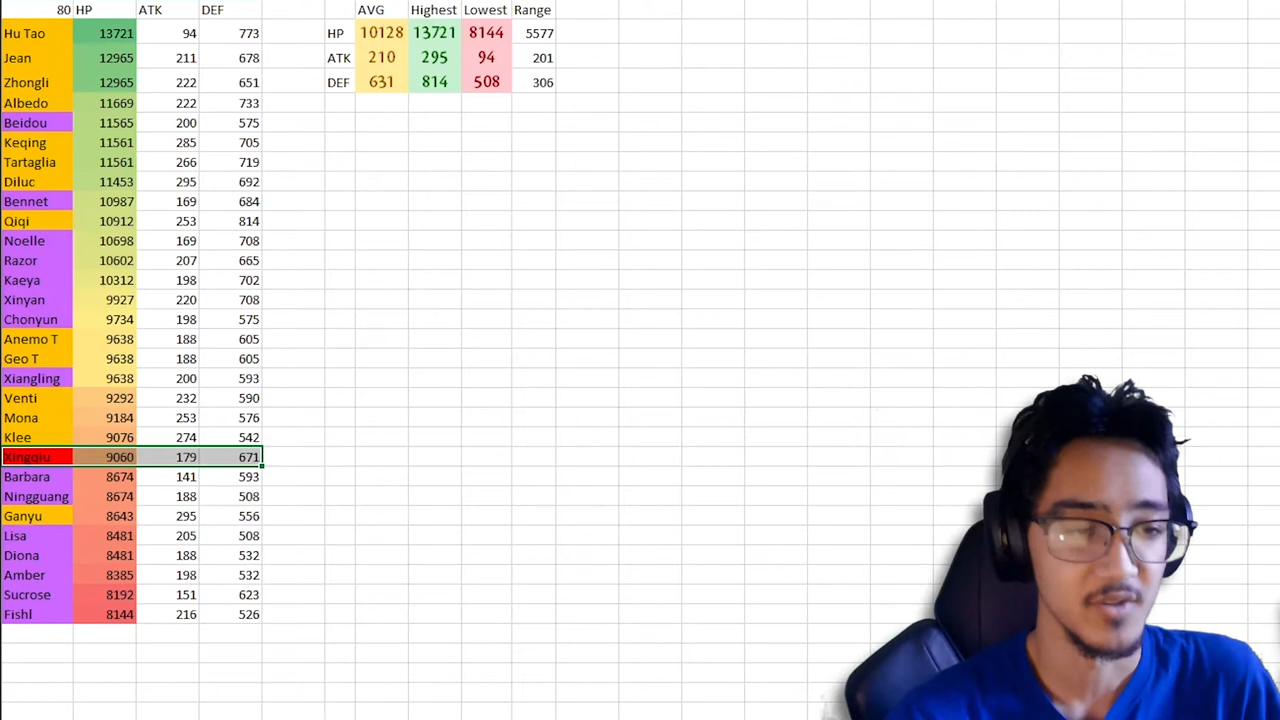 80 HP ATK DEF AVG Highest Lowest Range
Hu Tao 13721 94 773 HP 10128 13721 8144 5577
Jean 12965 211 678 ATK 210 295 94 201
Zhongli 12965 222 651 DEF 631 814 508 306
Albedo 11669 222 733
Beidou 11565 200 575
Keqing 11561 285 705
Tartaglia 11561 266 719
Diluc 11453 295 692
Bennet 10987 169 684
Qiqi 10912 253 814
Noelle 10698 169 708
Razor 10602 207 665
Kaeya 10312 198 702
Xinyan 9927 220 708
Chonyun 9734 198 575
Anemo T 9638 188 605
Geo T 9638 188 605
Xiangling 9638 200 593
Venti 9292 232 590
Mona 9184 253 576
Klee 9076 274 542
Xingqiu 9060 179 671
Barbara 8674 141 593
Ningguang 8674 188 508
Ganyu 8643 295 556
Lisa 8481 205 508
Diona 8481 188 532
Amber 8385 198 532
Sucrose 8192 151 623
Fishl 8144 216 526